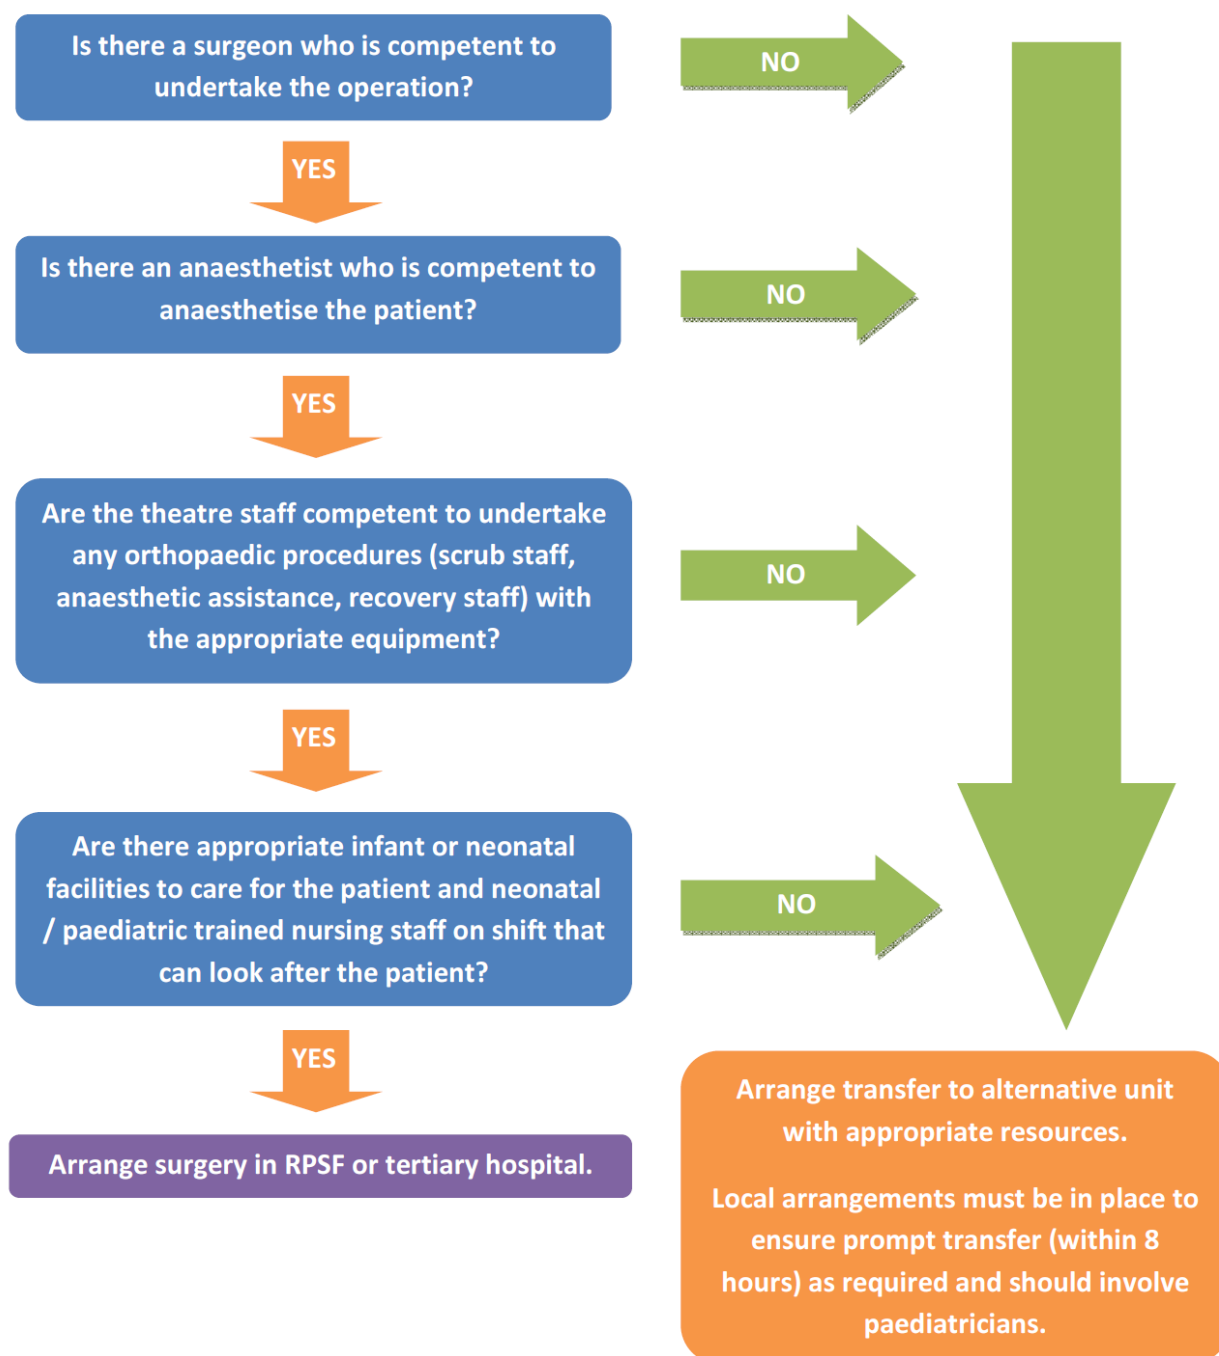 Is there a surgeon who is competent to
undertake the operation?
NO
YES
Is there an anaesthetist who is competent to
anaesthetise the patient?
NO
YES
Are the theatre staff competent to undertake
any orthopaedic procedures (scrub staff,
anaesthetic assistance, recovery staff) with
the appropriate equipment?
NO
YES
Are there appropriate infant or neonatal
facilities to care for the patient and neonatal
/ paediatric trained nursing staff on shift that
can look after the patient?
NO
YES
Arrange surgery in RPSF or tertiary hospital.
Arrange transfer to alternative unit
with appropriate resources.
Local arrangements must be in place to
ensure prompt transfer (within 8
hours) as required and should involve
paediatricians.